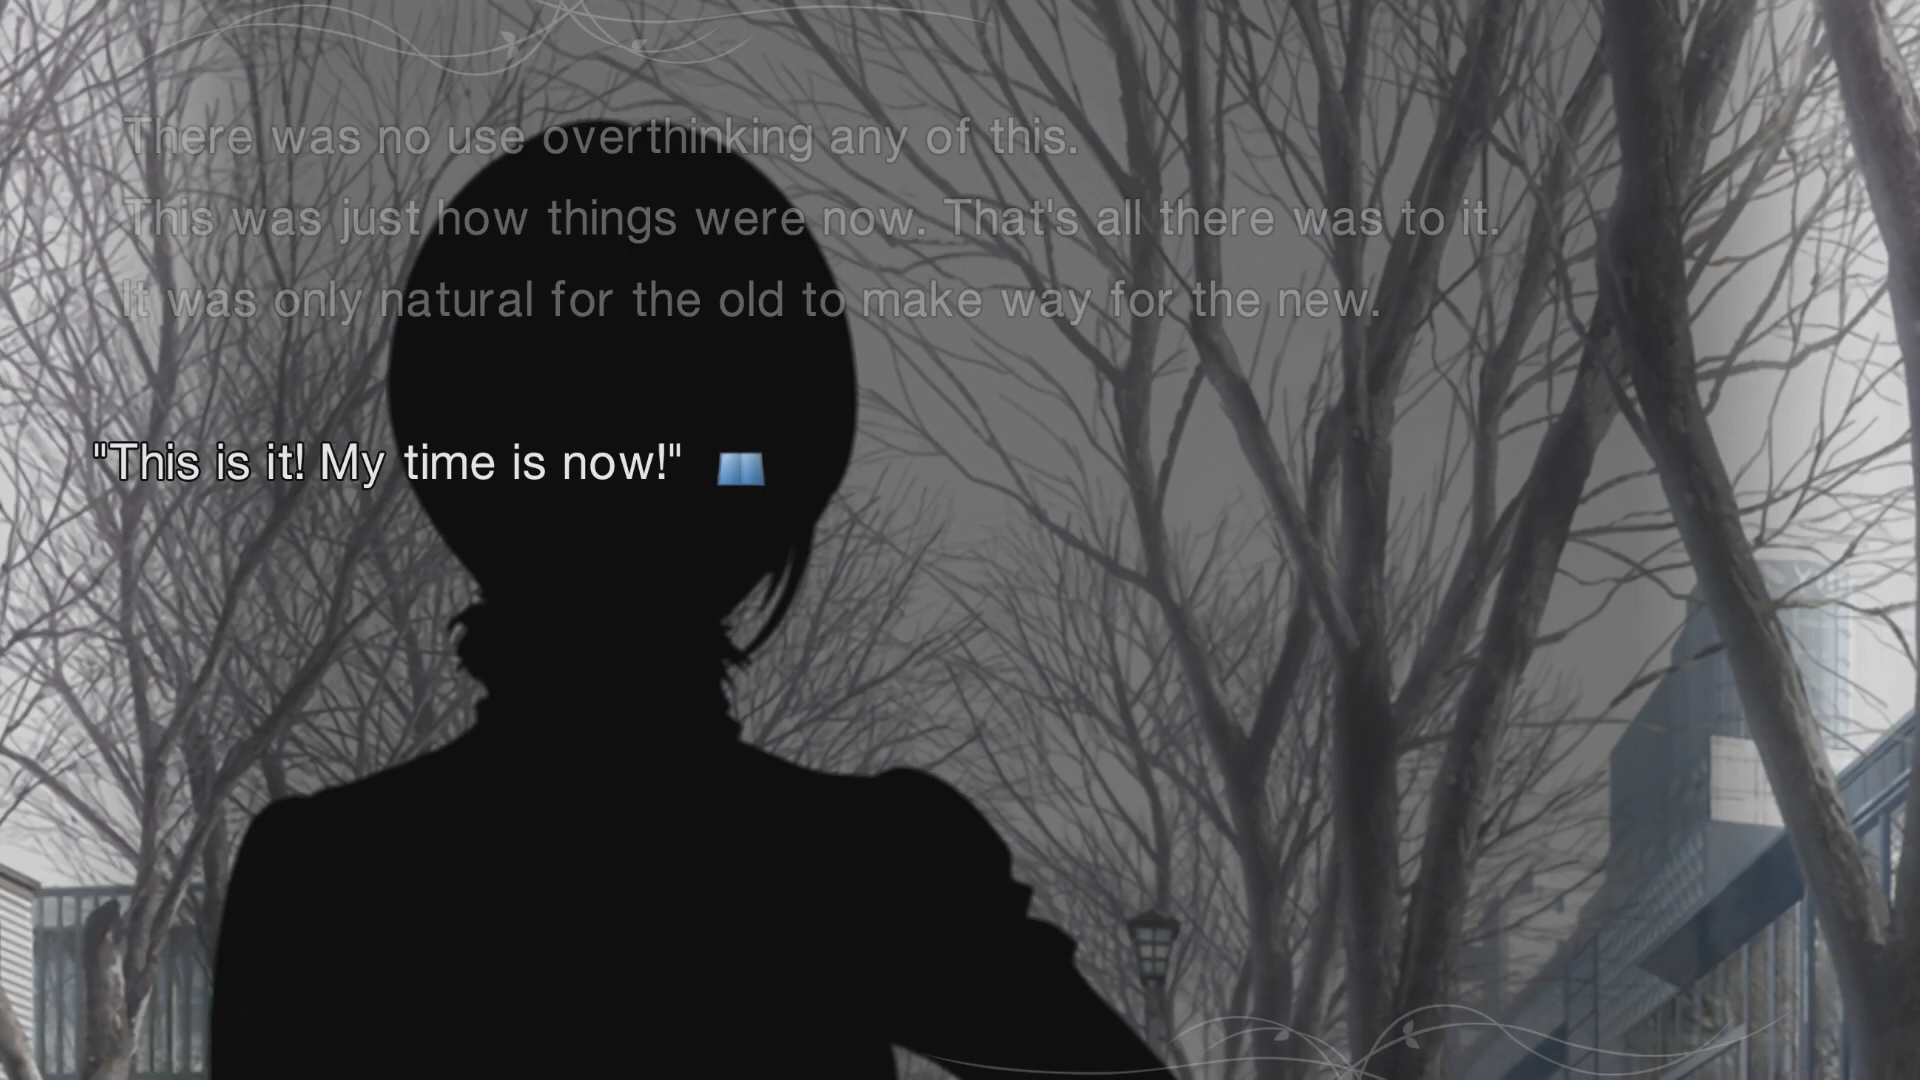 There was no use overthinking any of this.
This was just how things were now. That's all there was to it.
It was only natural for the old to make way for the new.
"This is it! My time is now!"